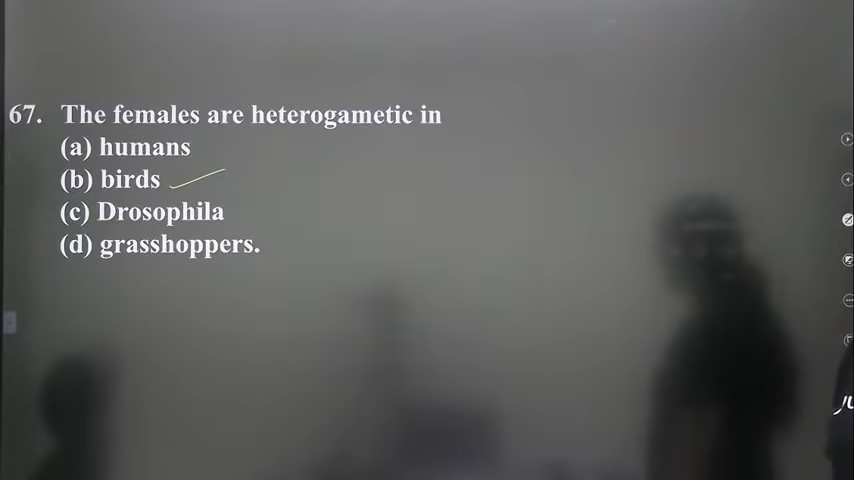 67. The females are heterogametic in
(a) humans
(b) birds
(c) Drosophila
(d) grasshoppers.